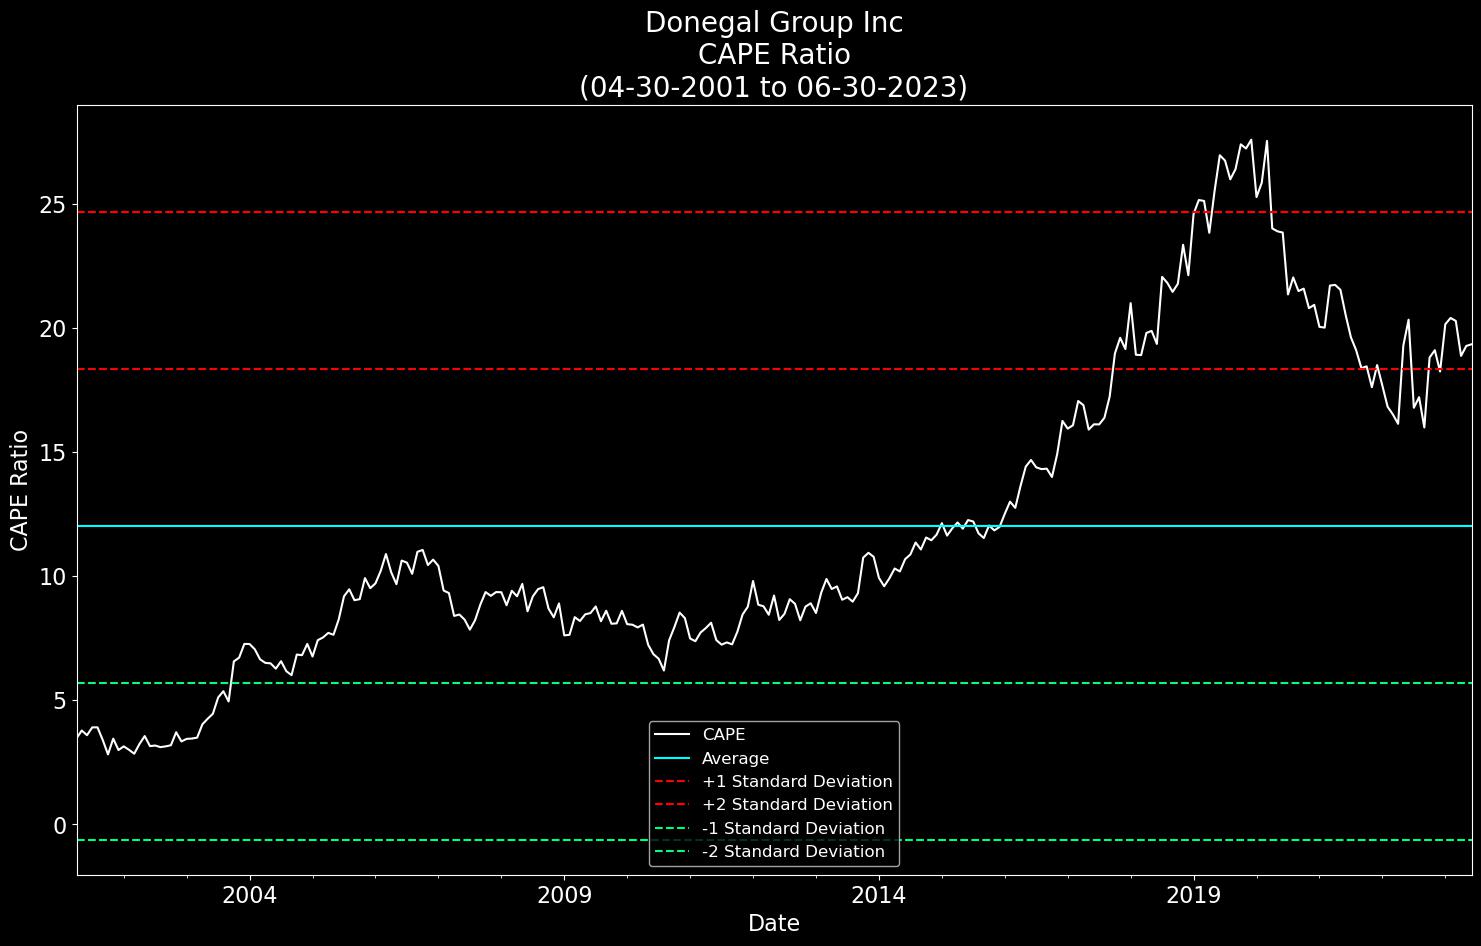 Donegal Group Inc
CAPE Ratio
(04-30-2001 to 06-30-2023)
25
20
15
10
5
0
CAPE Ratio
CAPE
Average
+1 Standard Deviation
+2 Standard Deviation
-1 Standard Deviation
-2 Standard Deviation
2004 2009 2014 2019
Date